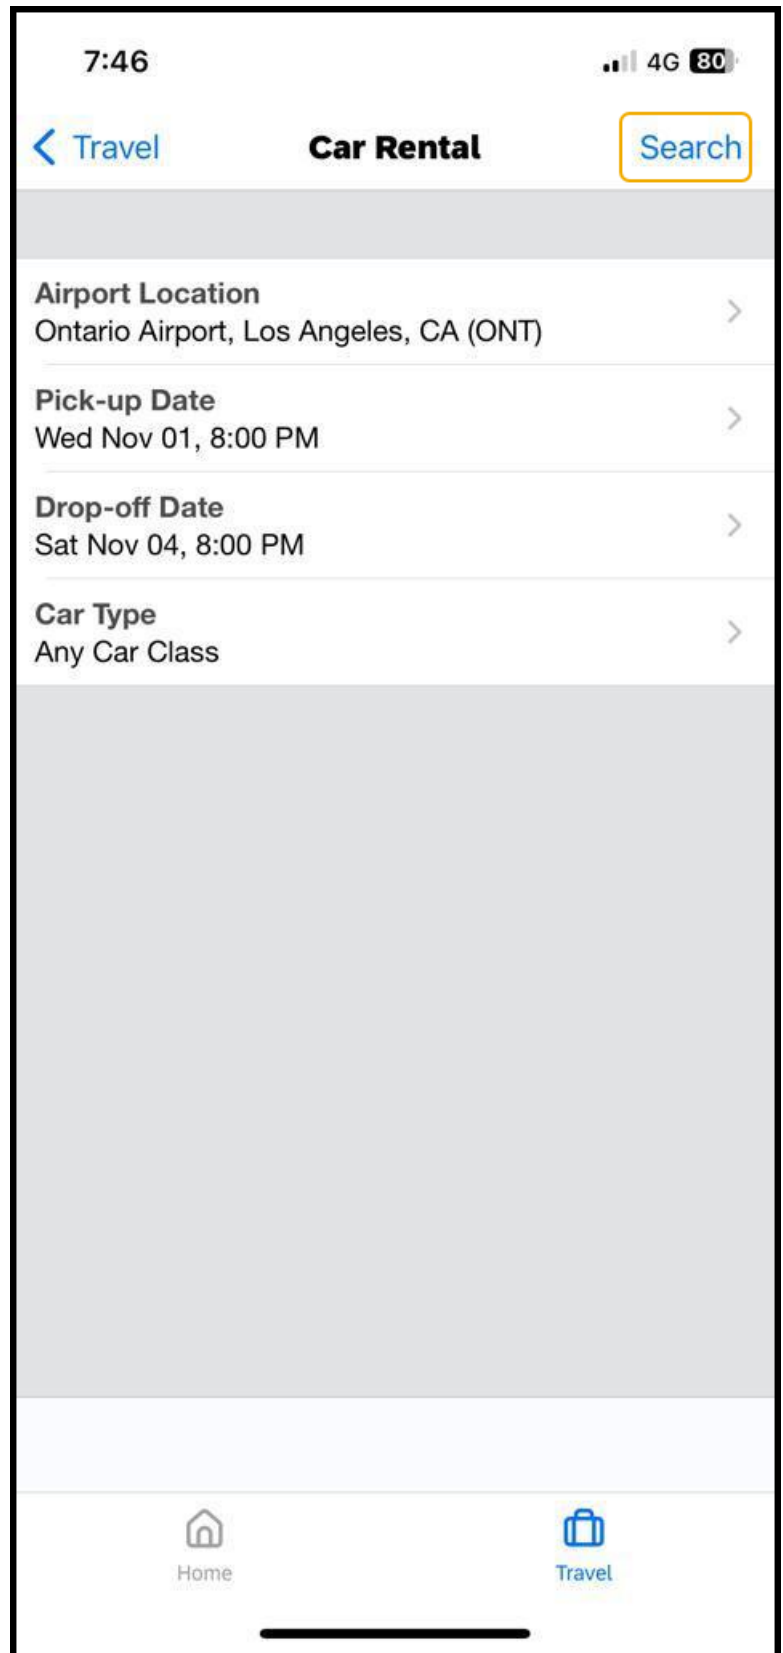 7:46
4G 80
Travel
Car Rental
Search
Airport Location
Ontario Airport, Los Angeles, CA (ONT)
Pick-up Date
Wed Nov 01, 8:00 PM
Drop-off Date
Sat Nov 04, 8:00 PM
Car Type
Any Car Class
Home
Travel